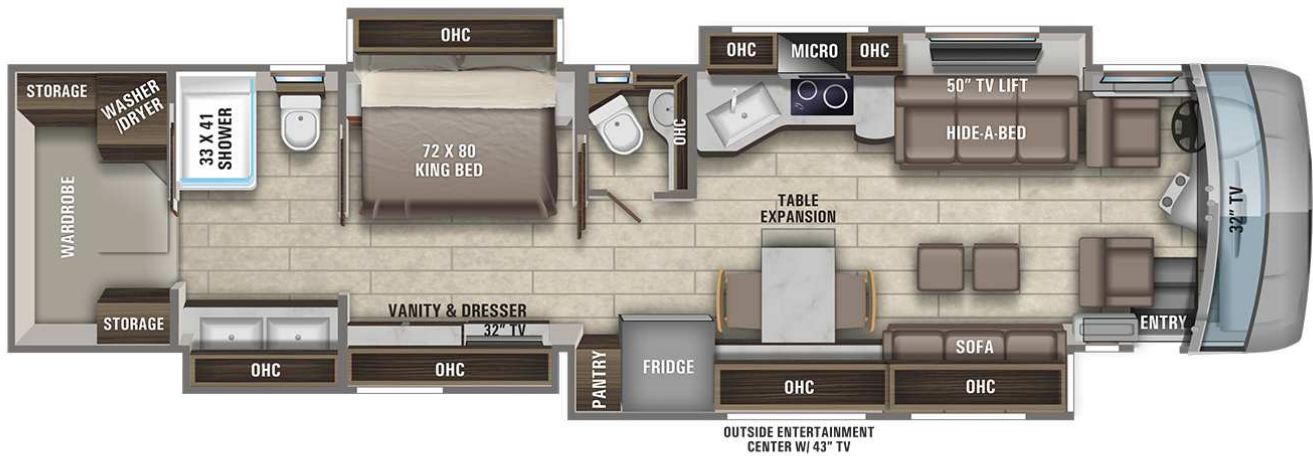 OHC
OHC
MICRO
OHC
STORAGE
WASHER
/DRYER
33 X 41
SHOWER
72 X 80
KING BED
OHC
50" TV LIFT
HIDE-A-BED
WARDROBE
TABLE
EXPANSION
32" TV
STORAGE
VANITY & DRESSER
32" TV
ENTRY
OHC
OHC
PANTRY
FRIDGE
SOFA
OHC
OHC
OUTSIDE ENTERTAINMENT
CENTER W/ 43" TV